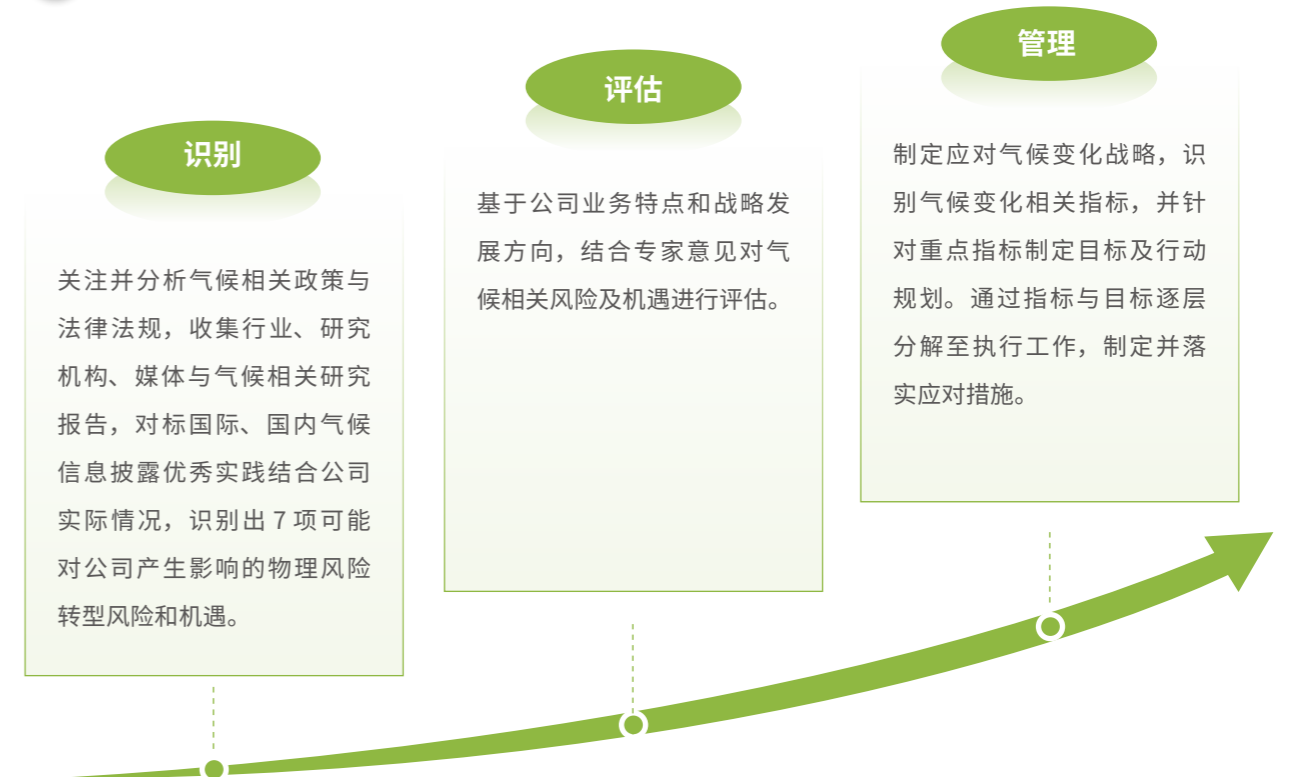 识别
关注并分析气候相关政策与
法律法规，收集行业、研究
机构、媒体与气候相关研究
报告，对标国际、国内气候
信息披露优秀实践结合公司
实际情况，识别出 7 项可能
对公司产生影响的物理风险
转型风险和机遇。
评估
基于公司业务特点和战略发
展方向，结合专家意见对气
候相关风险及机遇进行评估。
管理
制定应对气候变化战略，识
别气候变化相关指标，并针
对重点指标制定目标及行动
规划。通过指标与目标逐层
分解至执行工作，制定并落
实应对措施。